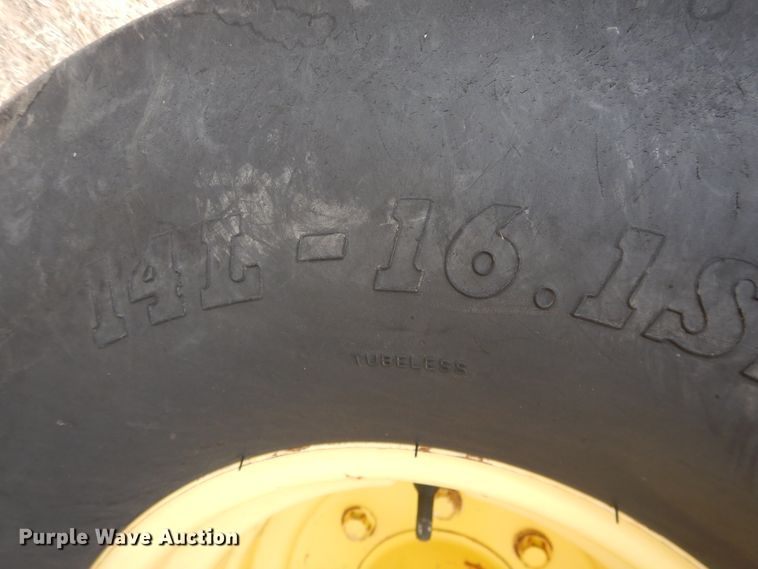 14L-16.1S
TUBELESS
Purple Wave Auction